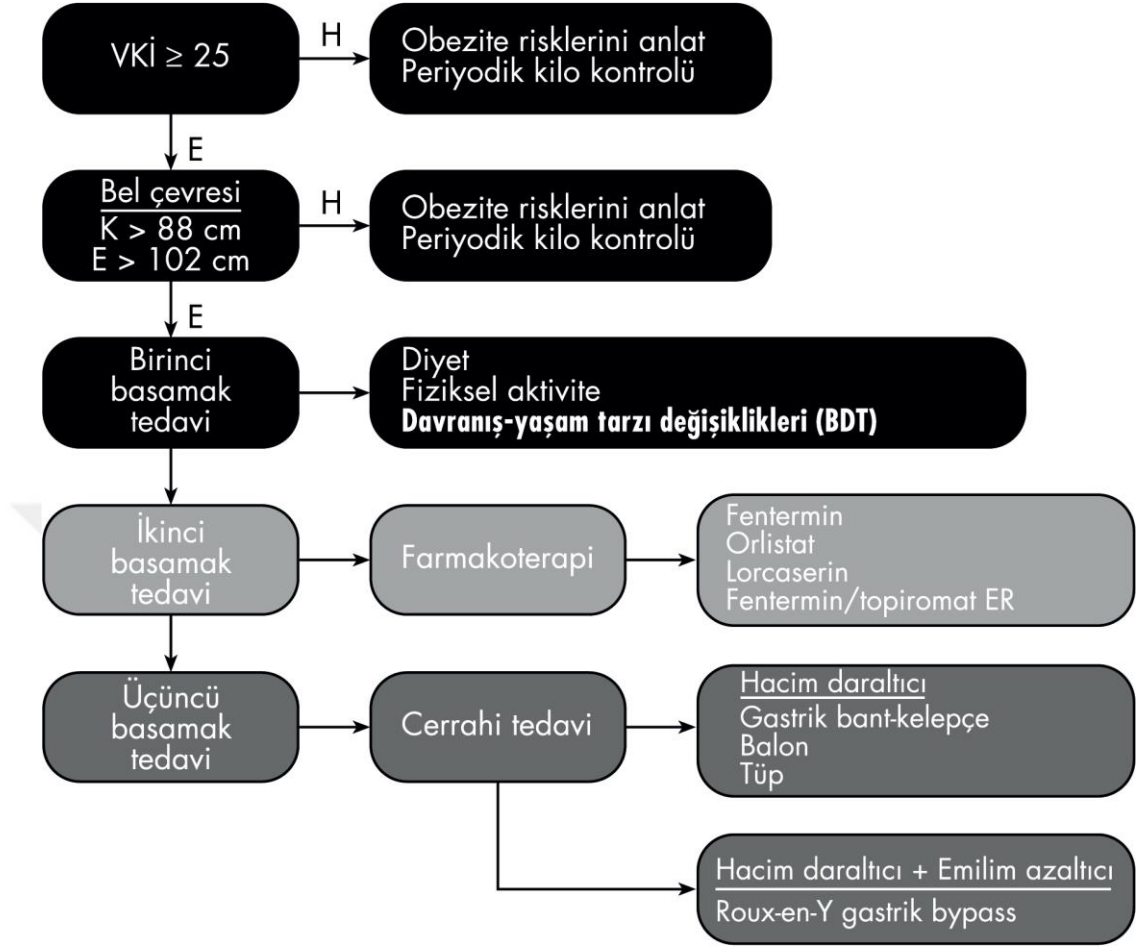 VKİ ≥ 25
H
Obezite risklerini anlat
Periyodik kilo kontrolü
E
Bel çevresi
K > 88 cm
E > 102 cm
H
Obezite risklerini anlat
Periyodik kilo kontrolü
E
Birinci
basamak
tedavi
Diyet
Fiziksel aktivite
Davranış-yaşam tarzı değişiklikleri (BDT)
İkinci
basamak
tedavi
Farmakoterapi
Fentermin
Orlistat
Lorcaserin
Fentermin/topiromat ER
Üçüncü
basamak
tedavi
Cerrahi tedavi
Hacim daraltıcı
Gastrik bant-kelepçe
Balon
Tüp
Hacim daraltıcı + Emilim azaltıcı
Roux-en-Y gastrik bypass